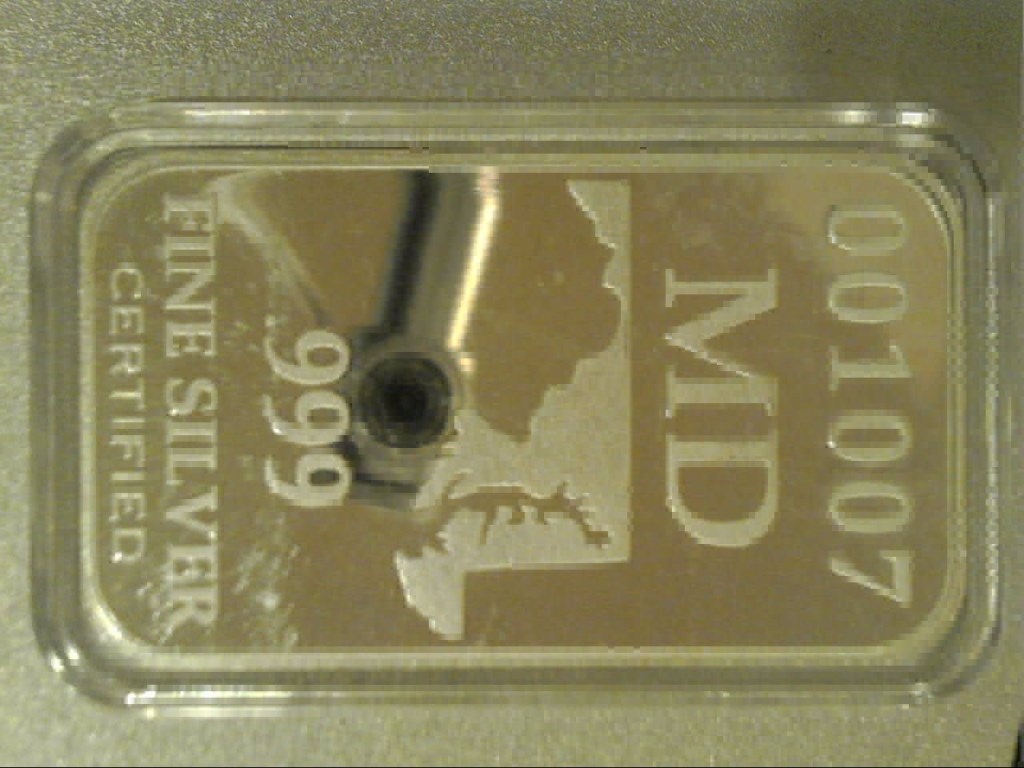 001007
MD
999
FINE SILVER
CERTIFIED